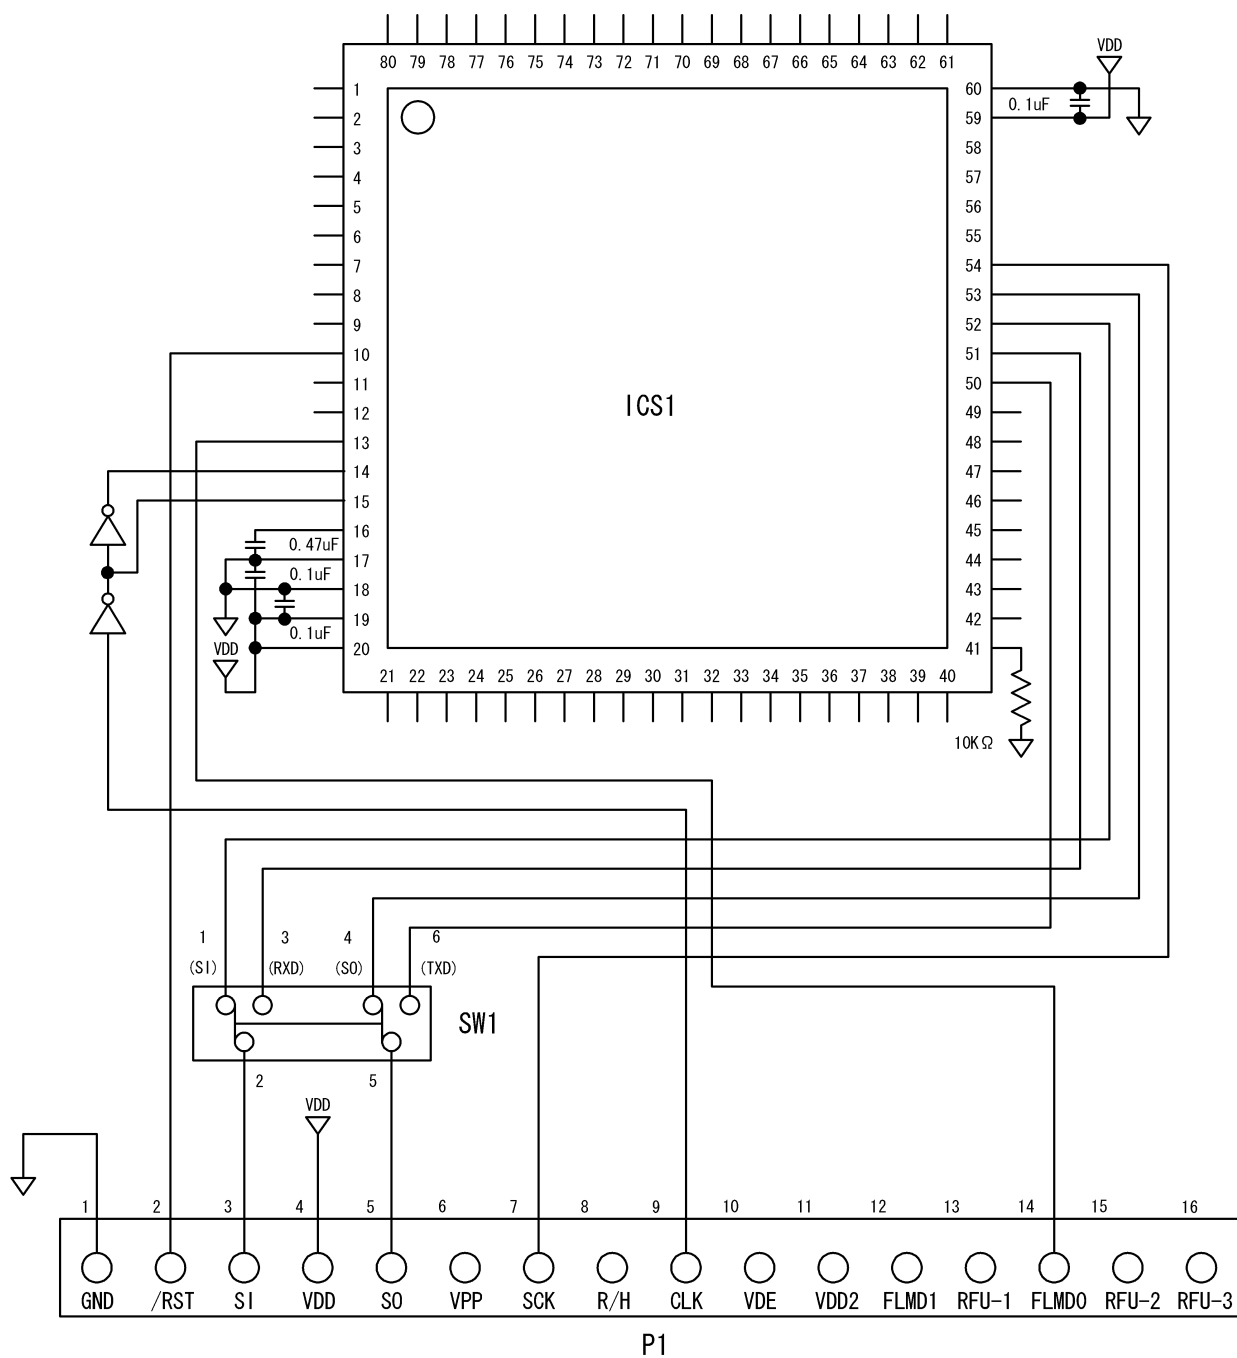 80 79 78 77 76 75 74 73 72 71 70 69 68 67 66 65 64 63 62 61
VDD
1 60
0.1uF
2 59
3 58
4 57
5 56
6 55
7 54
8 53
9 52
10 51
11 50
ICS1
12 49
13 48
14 47
15 46
16 45
0.47uF
17 44
0.1uF
18 43
19 42
0.1uF
VDD
20 41
21 22 23 24 25 26 27 28 29 30 31 32 33 34 35 36 37 38 39 40
10KΩ
1 3 4 6
(SI) (RXD) (SO) (TXD)
SW1
2 5
VDD
1 2 3 4 5 6 7 8 9 10 11 12 13 14 15 16
GND /RST SI VDD SO VPP SCK R/H CLK VDE VDD2 FLMD1 RFU-1 FLMD0 RFU-2 RFU-3
P1